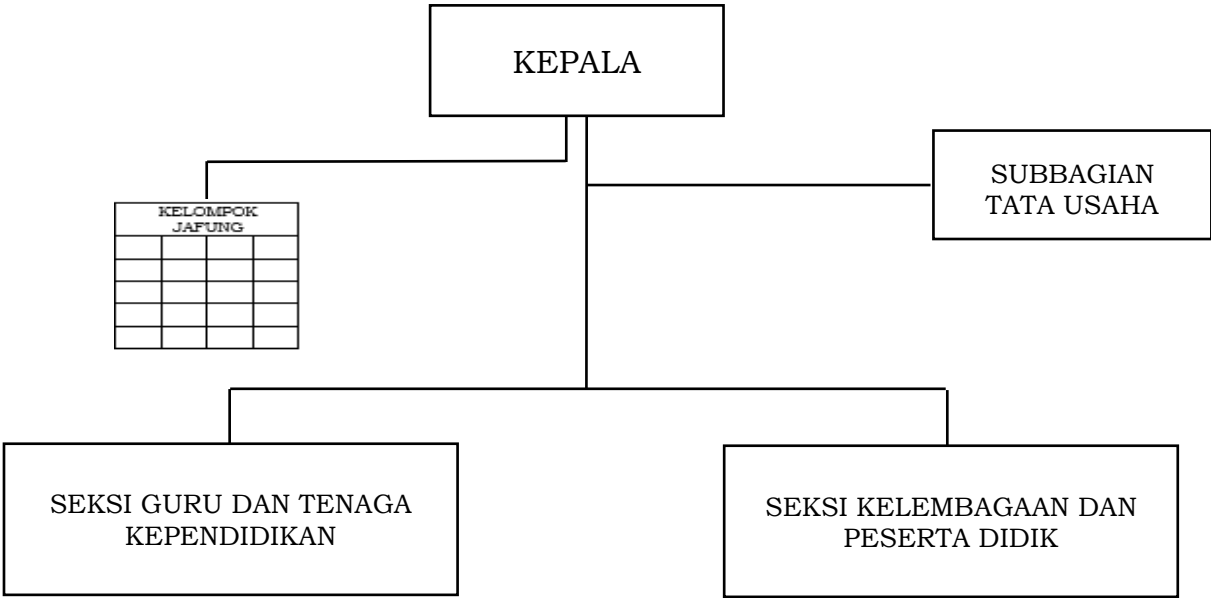 KEPALA
SUBBAGIAN
TATA USAHA
KELOMPOK
JAFUNG
SEKSI GURU DAN TENAGA
KEPENDIDIKAN
SEKSI KELEMBAGAAN DAN
PESERTA DIDIK